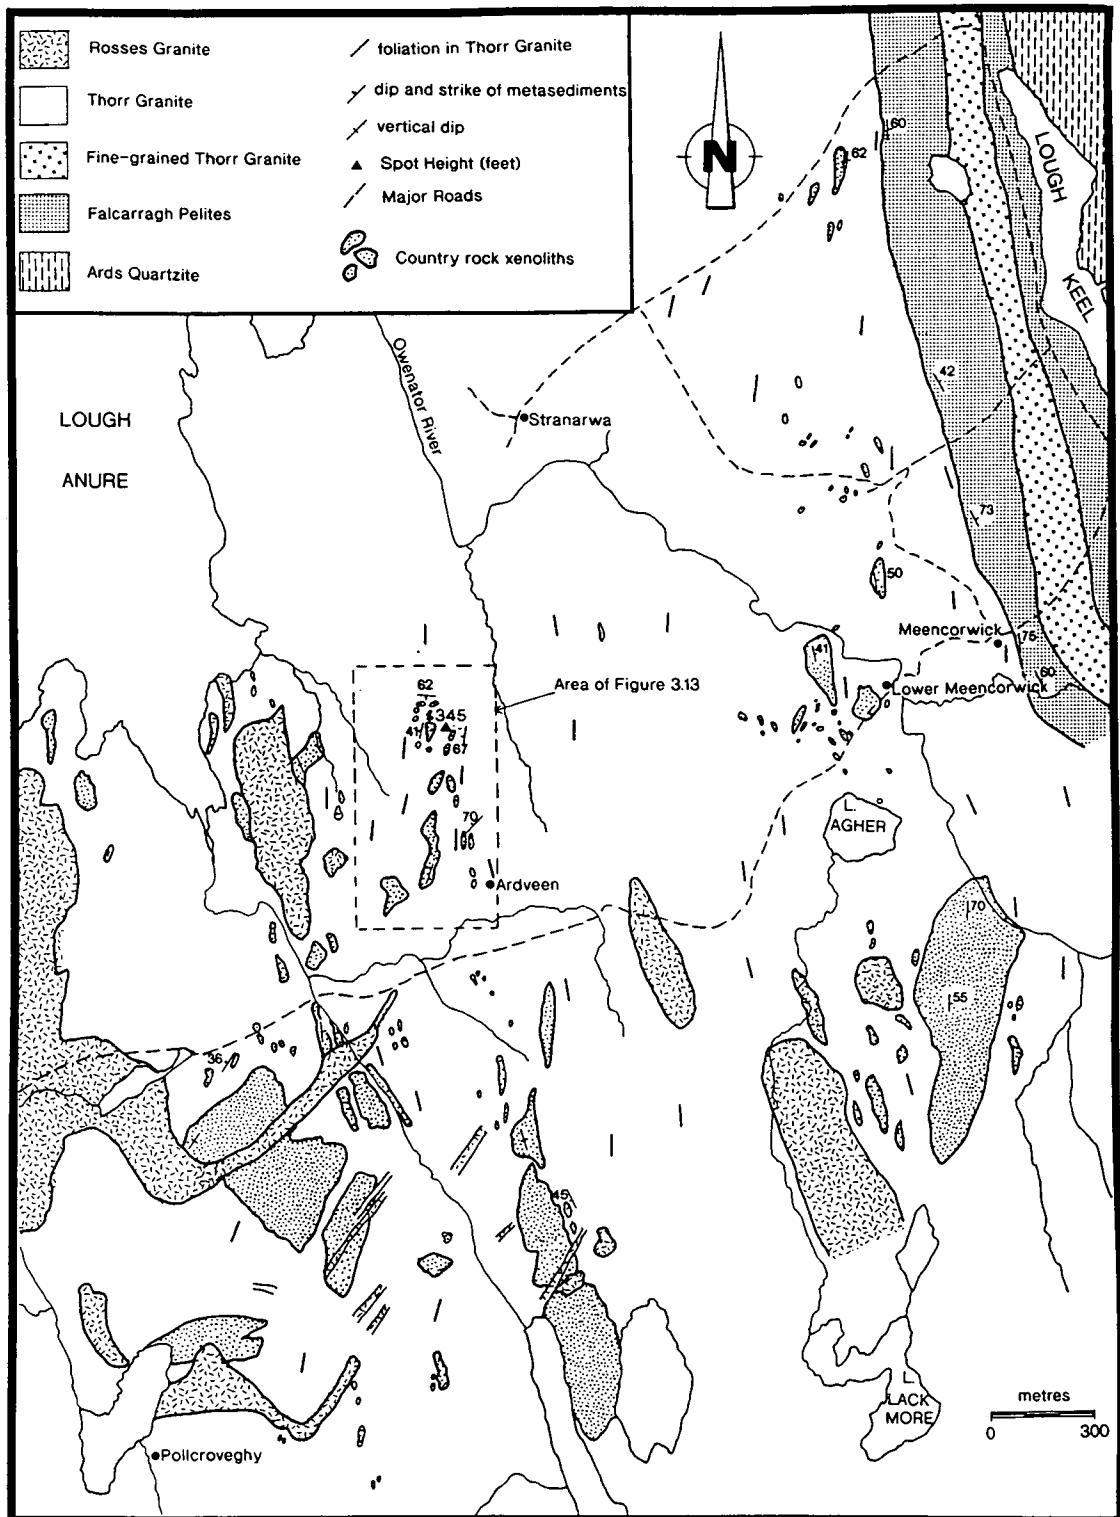 Rosses Granite
Thorr Granite
Fine-grained Thorr Granite
Falcarragh Pelites
Ards Quartzite
foliation in Thorr Granite
dip and strike of metasediments
vertical dip
Spot Height (feet)
Major Roads
Country rock xenoliths
N
60
62
LOUGH
KEEL
Owenator River
42
LOUGH
ANURE
Stranarwa
73
50
Meencorwick
75
41
60
Lower Meencorwick
Area of Figure 3.13
62
345
41
67
70
L.
AGHER
Ardveen
70
55
36
45
L
LACK
MORE
metres
0 300
Pollcroveghy